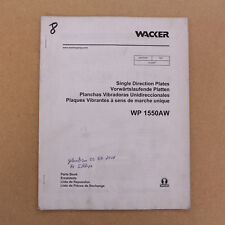 8
WACKER
Single Direction Plates
Vorwärtslaufende Platten
Planchas Vibradoras Unidireccionales
Plaques Vibrantes à sens de marche unique
WP 1550AW
Parts Book
Ersatzteile
Lista de Repuestos
Liste de Pièces de Rechange